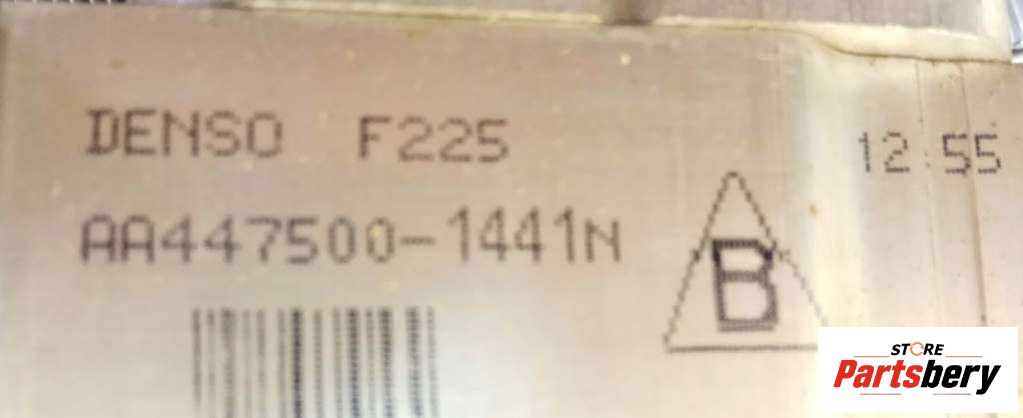 DENSO F225 12:55
AA447500-1441N
B
STORE
Partsbery